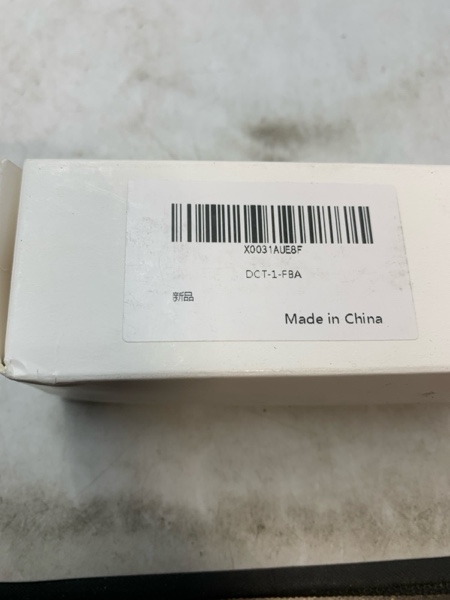 X0031AUE8F
DCT-1-FBA
新品
Made in China